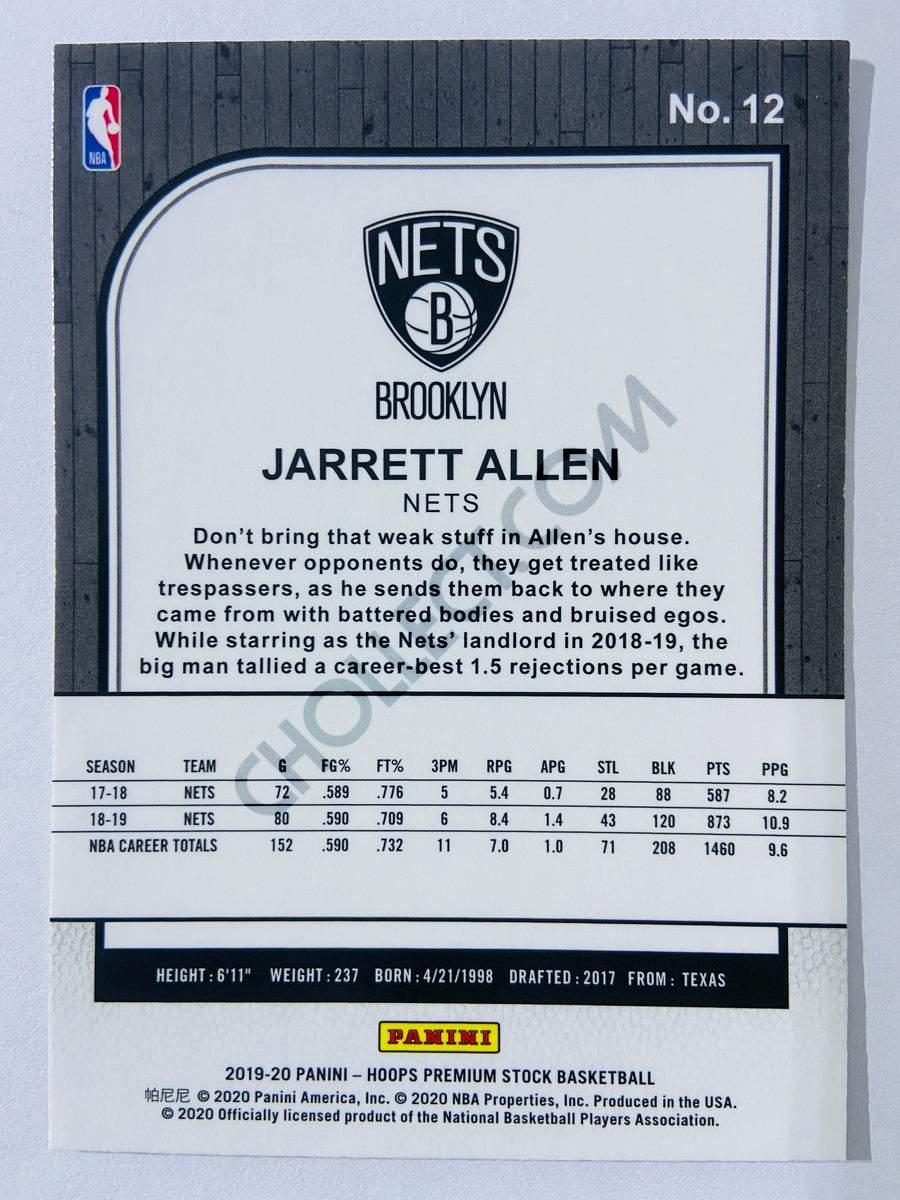 NBA
No. 12
NETS
B
BROOKLYN
JARRETT ALLEN
NETS
Don't bring that weak stuff in Allen's house.
Whenever opponents do, they get treated like
trespassers, as he sends them back to where they
came from with battered bodies and bruised egos.
While starring as the Nets' landlord in 2018-19, the
big man tallied a career-best 1.5 rejections per game.
CHOLLECT.COM
SEASON TEAM G FG% FT% 3PM RPG APG STL BLK PTS PPG
17-18 NETS 72 .589 .776 5 5.4 0.7 28 88 587 8.2
18-19 NETS 80 .590 .709 6 8.4 1.4 43 120 873 10.9
NBA CAREER TOTALS 152 .590 .732 11 7.0 1.0 71 208 1460 9.6
HEIGHT: 6'11" WEIGHT: 237 BORN: 4/21/1998 DRAFTED: 2017 FROM: TEXAS
PANINI
2019-20 PANINI – HOOPS PREMIUM STOCK BASKETBALL
帕尼尼 © 2020 Panini America, Inc. © 2020 NBA Properties, Inc. Produced in the USA.
© 2020 Officially licensed product of the National Basketball Players Association.